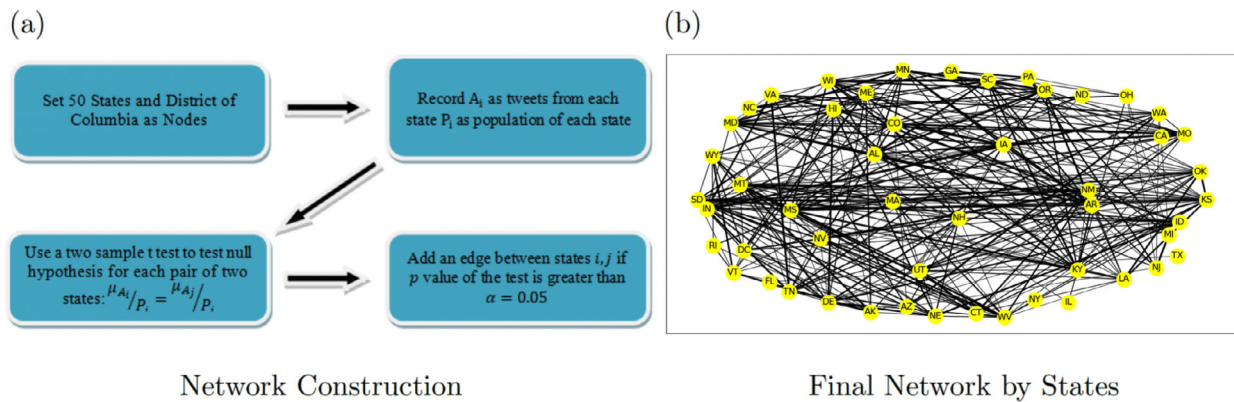 (a)
(b)
Set 50 States and District of
Columbia as Nodes
Record Aᵢ as tweets from each
state Pᵢ as population of each state
Use a two sample t test to test null
hypothesis for each pair of two
states: μ_{Aᵢ}/Pᵢ = μ_{Aⱼ}/Pᵢ
Add an edge between states i, j if
p value of the test is greater than
α = 0.05
MN
GA
SC
PA
WI
ME
OR
ND
OH
VA
NC
HI
WA
MD
CO
CA
MO
IA
AL
WY
OK
MT
NM
SD
IN
MS
MA
AR
KS
NH
ID
MI
NV
RI
DC
TX
VT
UT
KY
NJ
FL
LA
TN
DE
AK
AZ
NE
CT
WV
NY
IL
Network Construction
Final Network by States